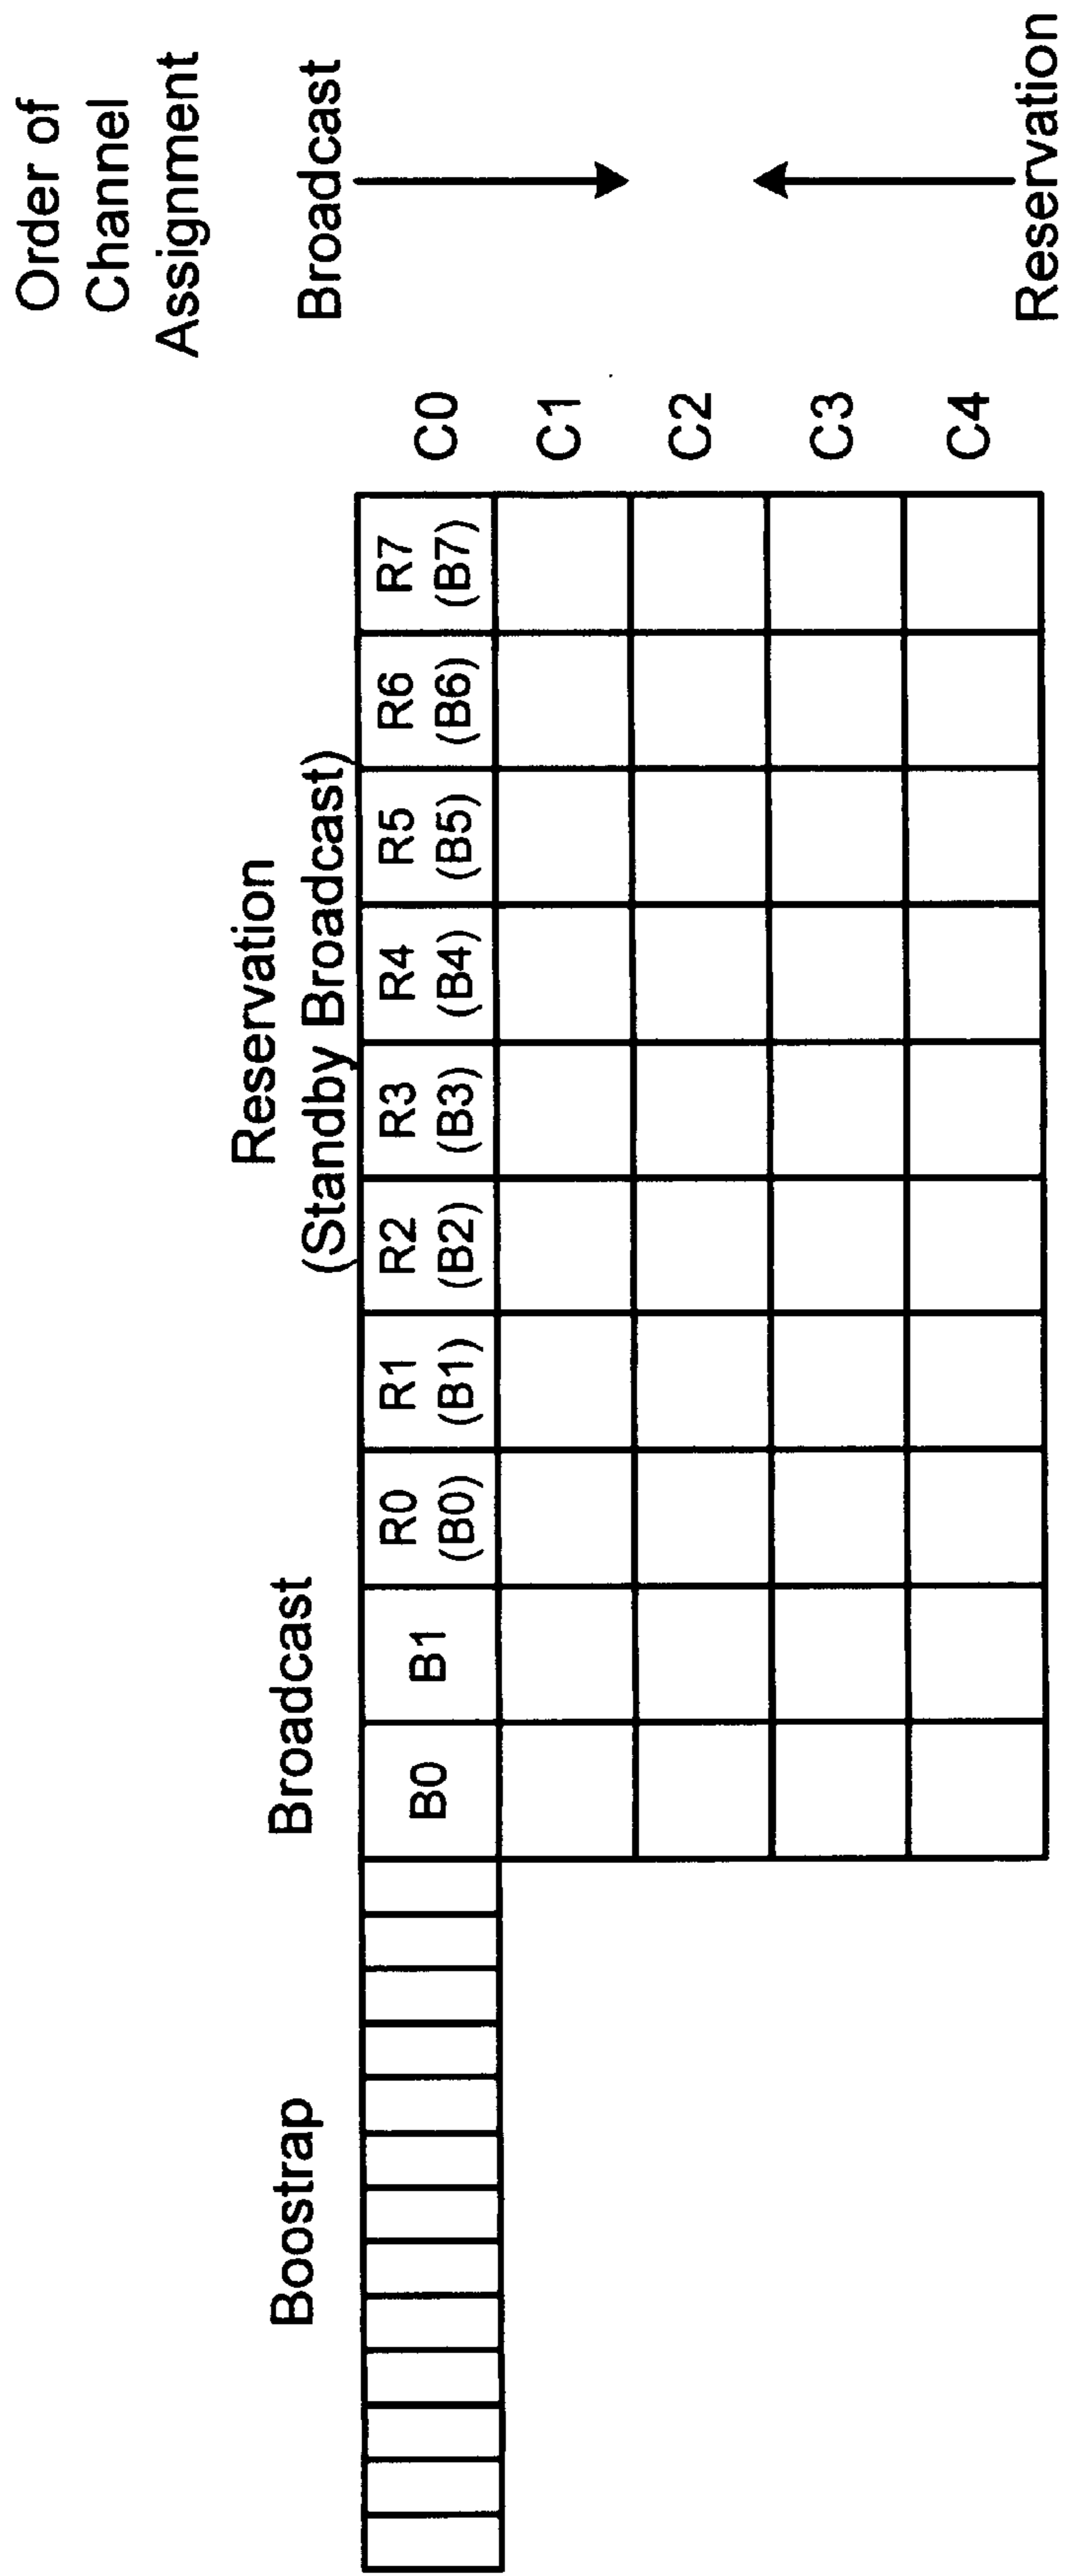 Order of
Channel
Assignment
Boostrap
Broadcast
Reservation
(Standby Broadcast)
Broadcast
B0
B1
R0
(B0)
R1
(B1)
R2
(B2)
R3
(B3)
R4
(B4)
R5
(B5)
R6
(B6)
R7
(B7)
C0
C1
C2
C3
C4
Reservation